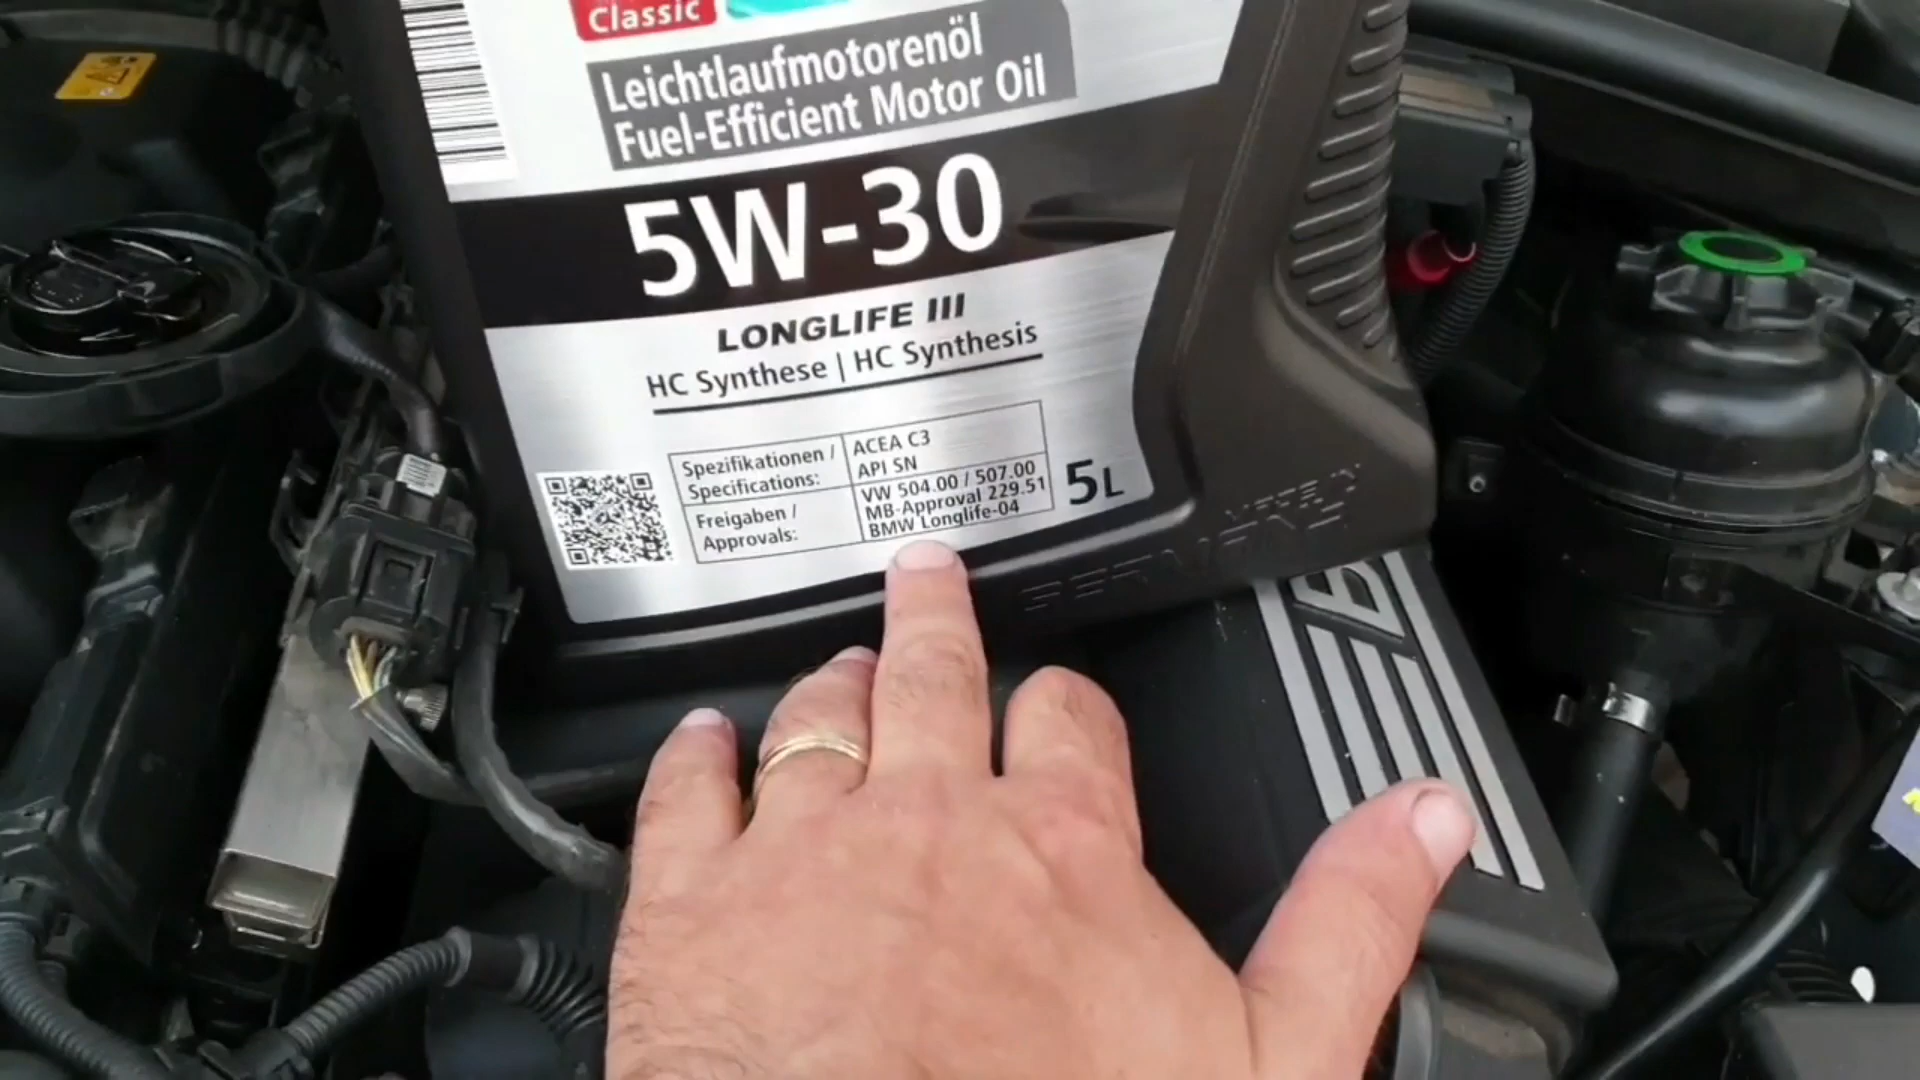 Classic
Leichtlaufmotorenöl
Fuel-Efficient Motor Oil
5W-30
LONGLIFE III
HC Synthese | HC Synthesis
Spezifikationen /
Specifications:
ACEA C3
API SN
Freigaben /
Approvals:
VW 504.00 / 507.00
MB-Approval 229.51
BMW Longlife-04
5L